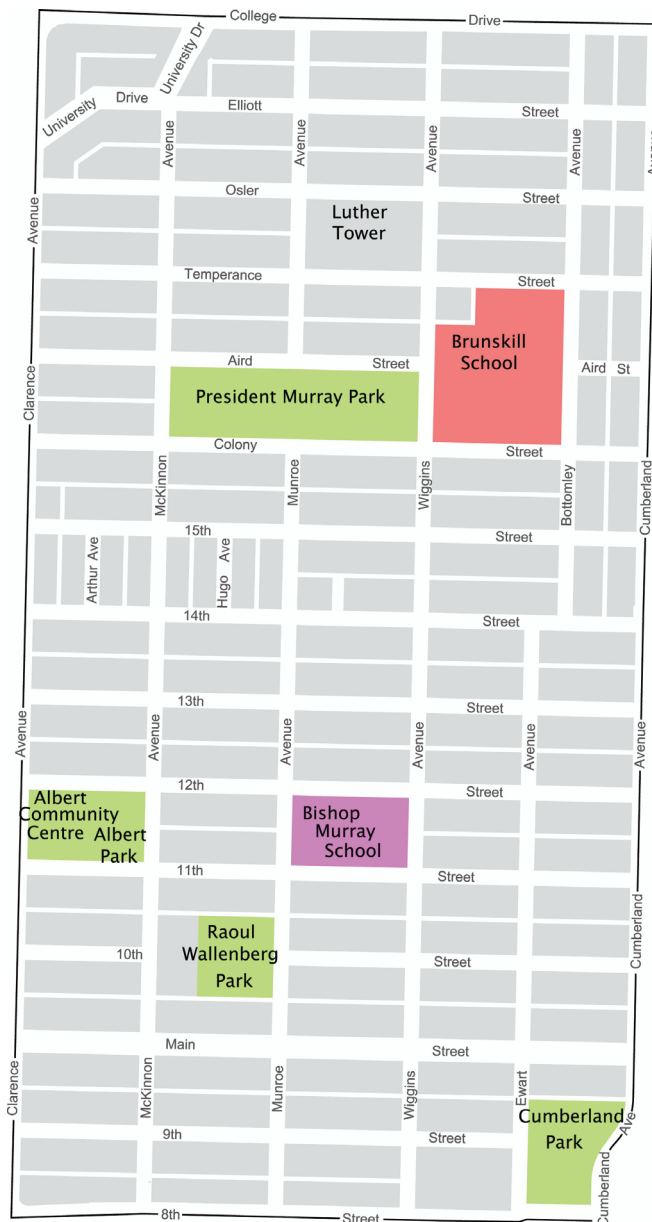 College Drive
University Dr
University Drive Elliott Street
Avenue Avenue Avenue Avenue
Osler Street
Avenue
Luther
Tower
Temperance Street
Brunskill
School
Aird Street Aird St
President Murray Park
Clarence
Colony Street
McKinnon Munroe Wiggins Bottomley Cumberland
15th Street
Arthur Ave Hugo Ave
14th Street
13th Street
Avenue Avenue Avenue Avenue Avenue Avenue
12th Street
Albert
Community
Centre
Albert
Park
Bishop
Murray
School
11th Street
Cumberland
Raoul
Wallenberg
Park
10th Street
Main Street
Clarence McKinnon Munroe Wiggins Ewart
Cumberland
Park
9th Street
Cumberland Ave
8th Street